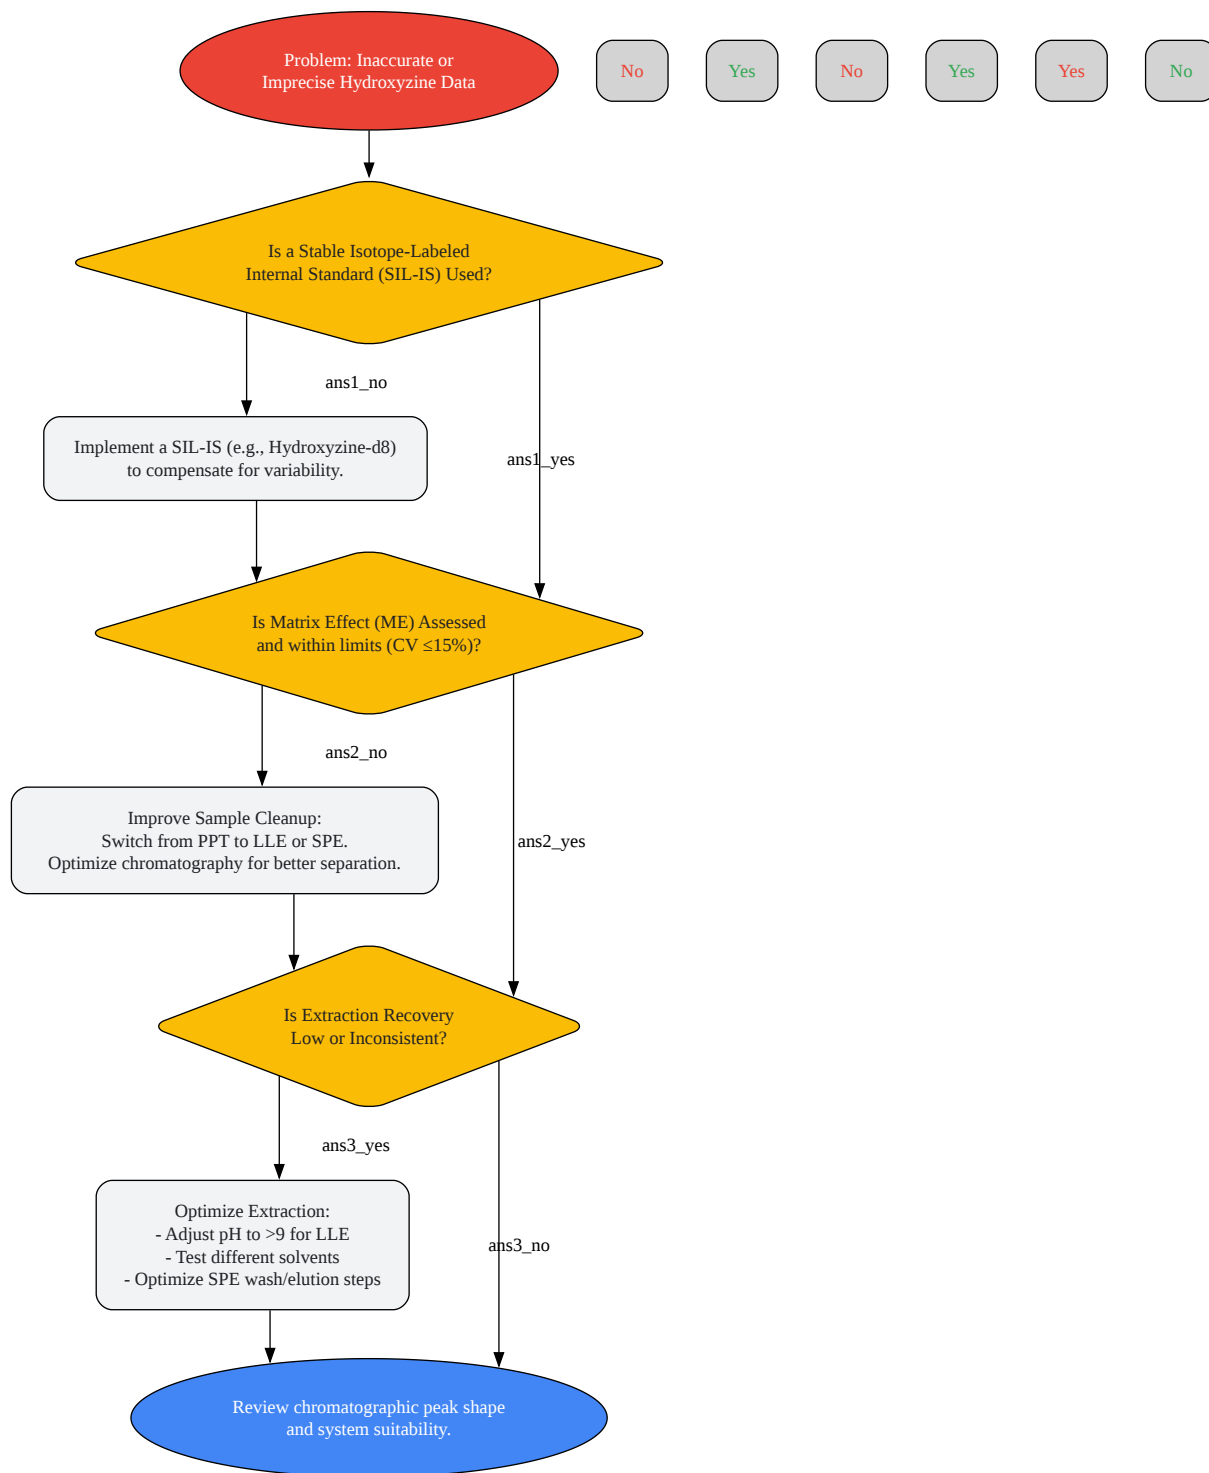 Problem: Inaccurate or
Imprecise Hydroxyzine Data
No
Yes
No
Yes
Yes
No
Is a Stable Isotope-Labeled
Internal Standard (SIL-IS) Used?
ans1_no
Implement a SIL-IS (e.g., Hydroxyzine-d8)
to compensate for variability.
ans1_yes
Is Matrix Effect (ME) Assessed
and within limits (CV ≤15%)?
ans2_no
Improve Sample Cleanup:
Switch from PPT to LLE or SPE.
Optimize chromatography for better separation.
ans2_yes
Is Extraction Recovery
Low or Inconsistent?
ans3_yes
Optimize Extraction:
- Adjust pH to >9 for LLE
- Test different solvents
- Optimize SPE wash/elution steps
ans3_no
Review chromatographic peak shape
and system suitability.